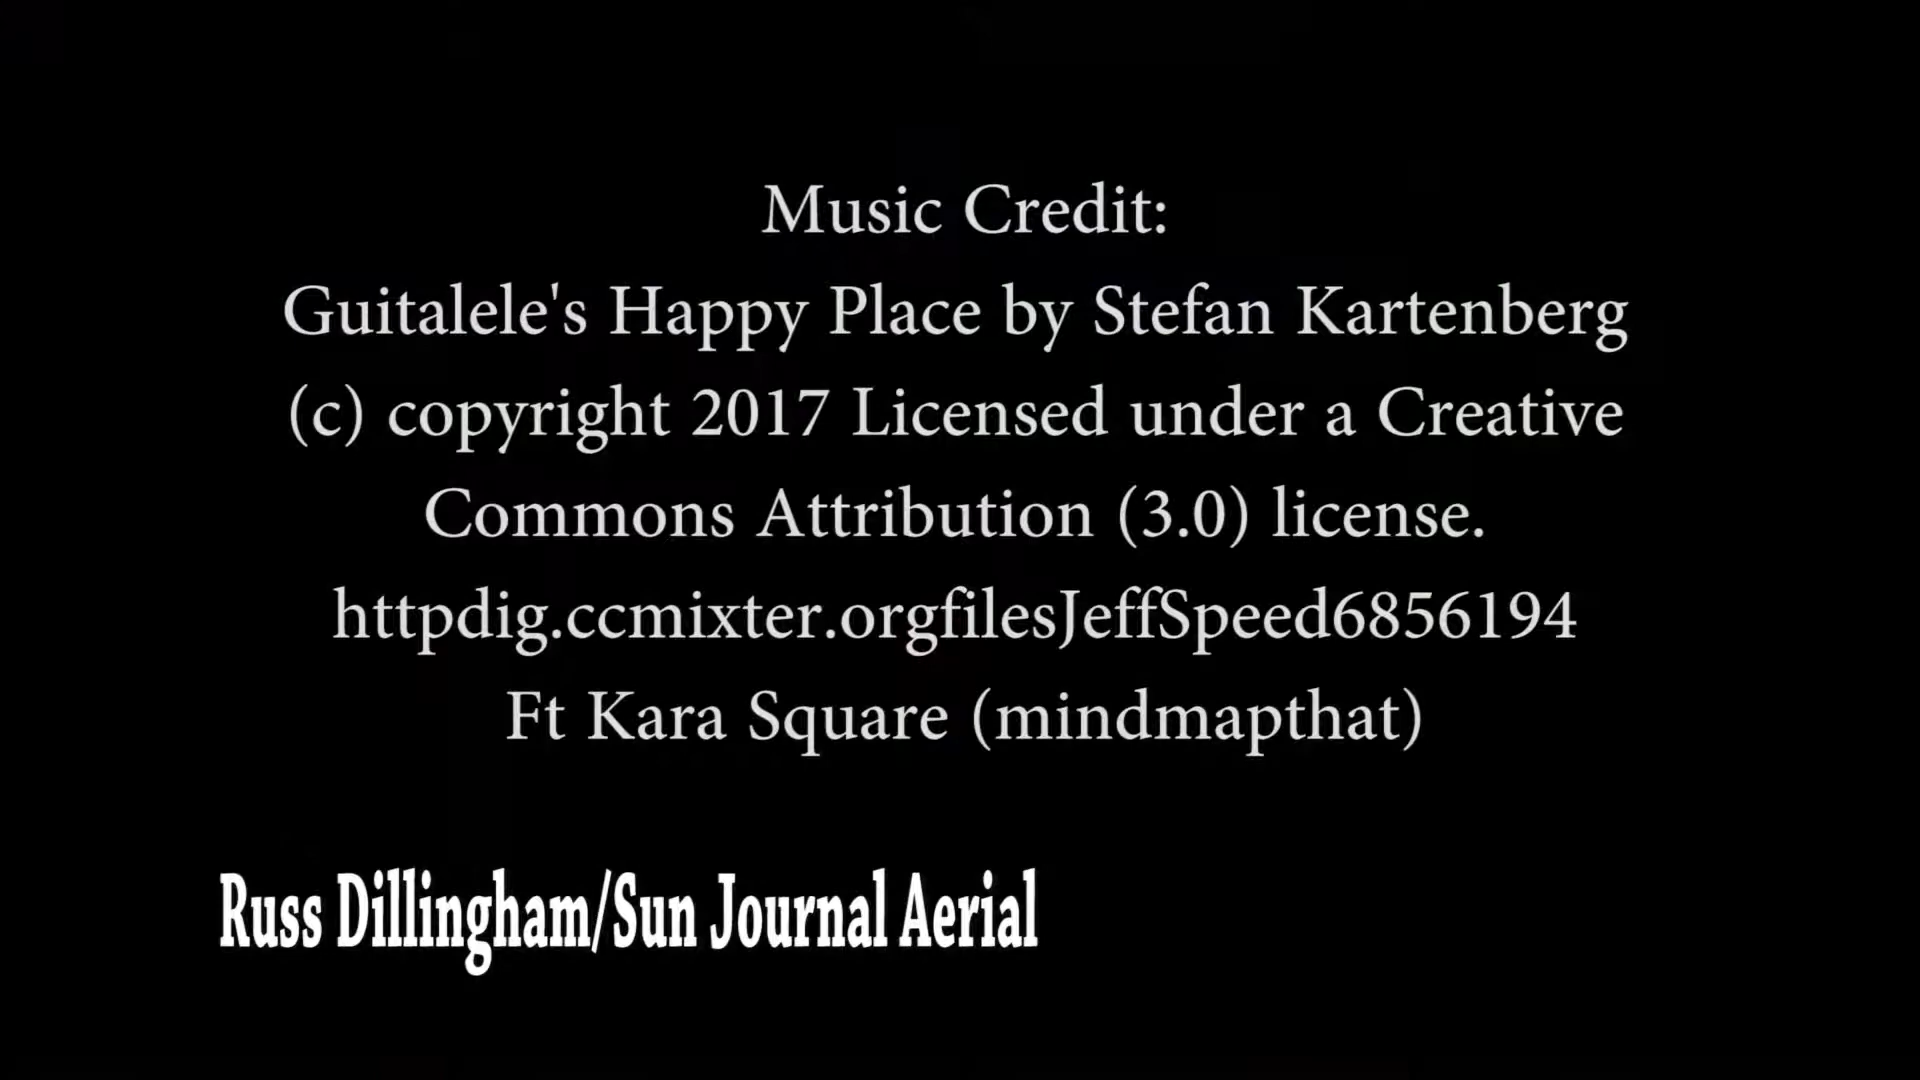 Music Credit:
Guitalele's Happy Place by Stefan Kartenberg
(c) copyright 2017 Licensed under a Creative
Commons Attribution (3.0) license.
httpdig.ccmixter.orgfilesJeffSpeed6856194
Ft Kara Square (mindmapthat)
Russ Dillingham/Sun Journal Aerial